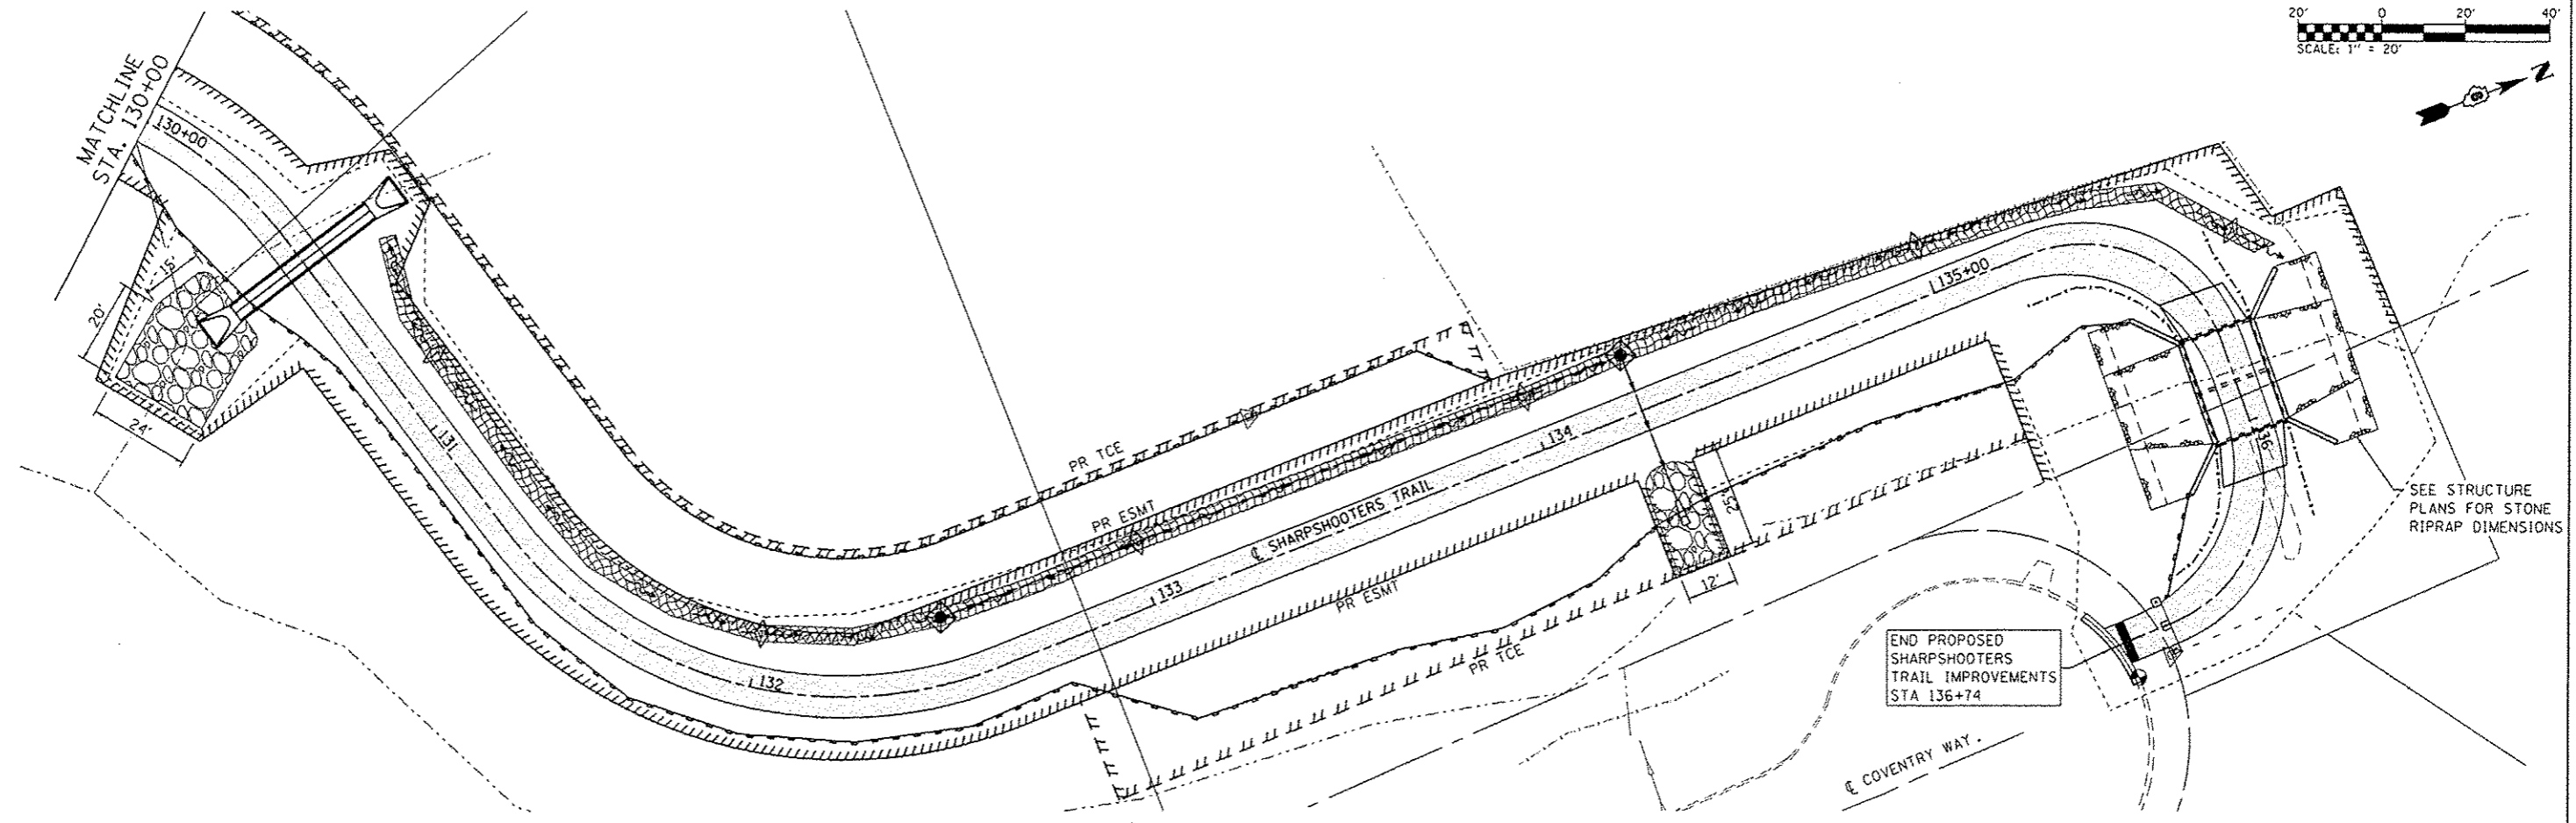 20' 0 20' 40'
SCALE: 1" = 20'
N
MATCHLINE
STA. 130+00
130+00
15'
20'
24'
131
132
133
134
135+00
136
PR TCE
PR ESMT
℄ SHARPSHOOTERS TRAIL
PR ESMT
PR TCE
25'
12'
SEE STRUCTURE
PLANS FOR STONE
RIPRAP DIMENSIONS
END PROPOSED
SHARPSHOOTERS
TRAIL IMPROVEMENTS
STA 136+74
℄ COVENTRY WAY.